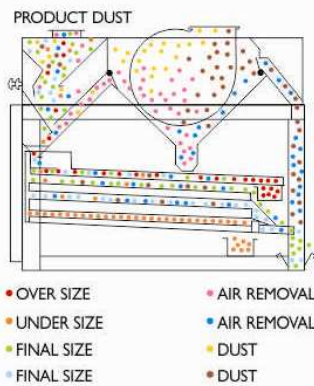 PRODUCT DUST
OVER SIZE
UNDER SIZE
FINAL SIZE
FINAL SIZE
AIR REMOVAL
AIR REMOVAL
DUST
DUST